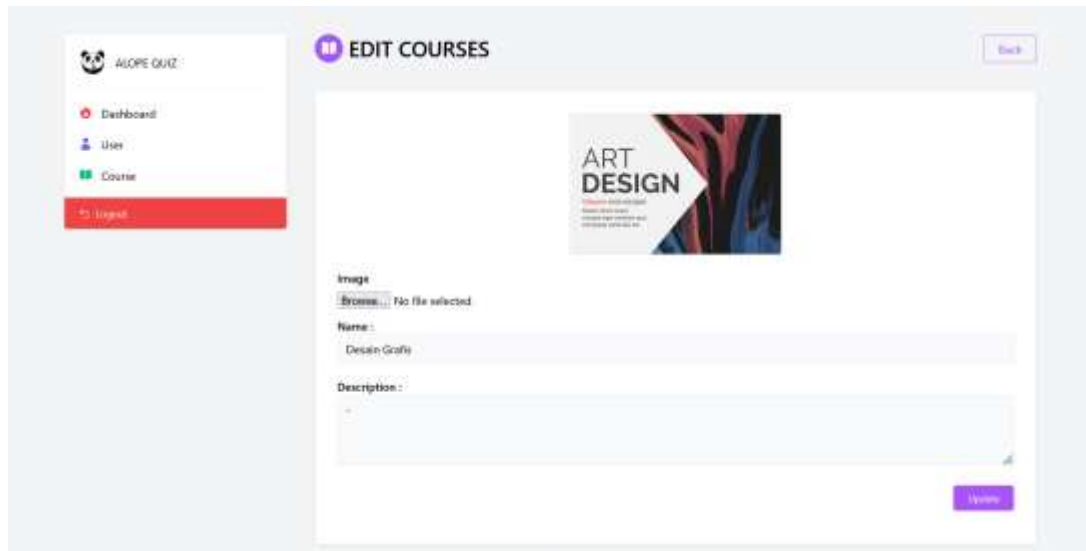 ALOPE QUIZ
Dashboard
User
Course
Logout
EDIT COURSES
Back
ART
DESIGN
Image
Browse... No file selected.
Name :
Desain Grafis
Description :
-
Update